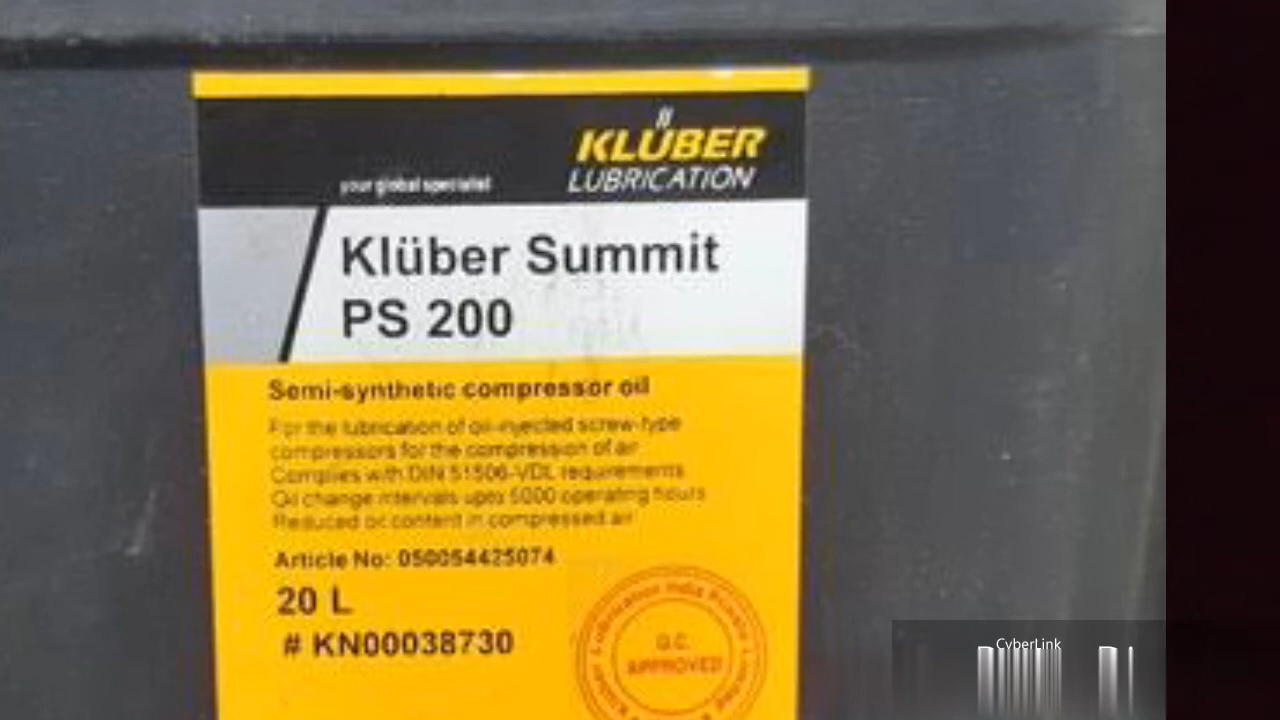 KLÜBER
LUBRICATION
your global specialist
Klüber Summit
PS 200
Semi-synthetic compressor oil
For the lubrication of oil-injected screw-type
compressors for the compression of air
Complies with DIN 51506-VDL requirements
Oil change intervals upto 5000 operating hours
Reduced oil content in compressed air
Article No: 050054425074
20 L
# KN00038730
Lubrication India
Q.C.
APPROVED
CyberLink